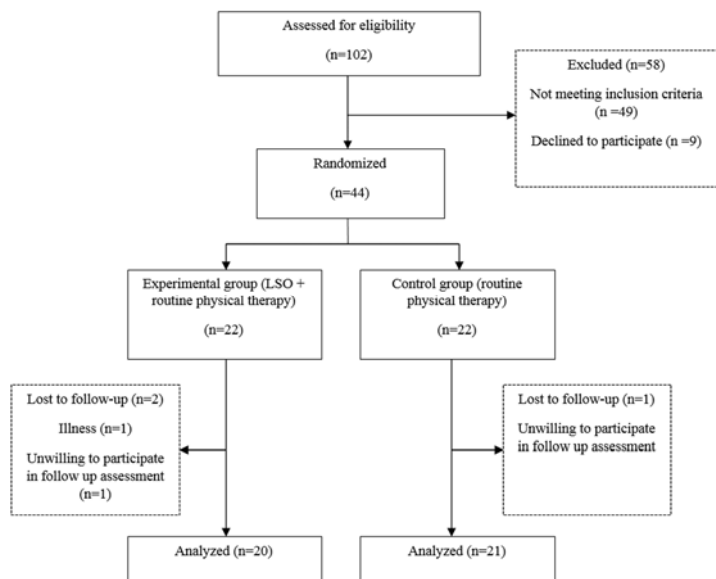 Assessed for eligibility
(n=102)
Excluded (n=58)
Not meeting inclusion criteria
(n =49)
Declined to participate (n =9)
Randomized
(n=44)
Experimental group (LSO +
routine physical therapy)
(n=22)
Control group (routine
physical therapy)
(n=22)
Lost to follow-up (n=2)
Illness (n=1)
Unwilling to participate
in follow up assessment
(n=1)
Lost to follow-up (n=1)
Unwilling to participate
in follow up assessment
Analyzed (n=20)
Analyzed (n=21)